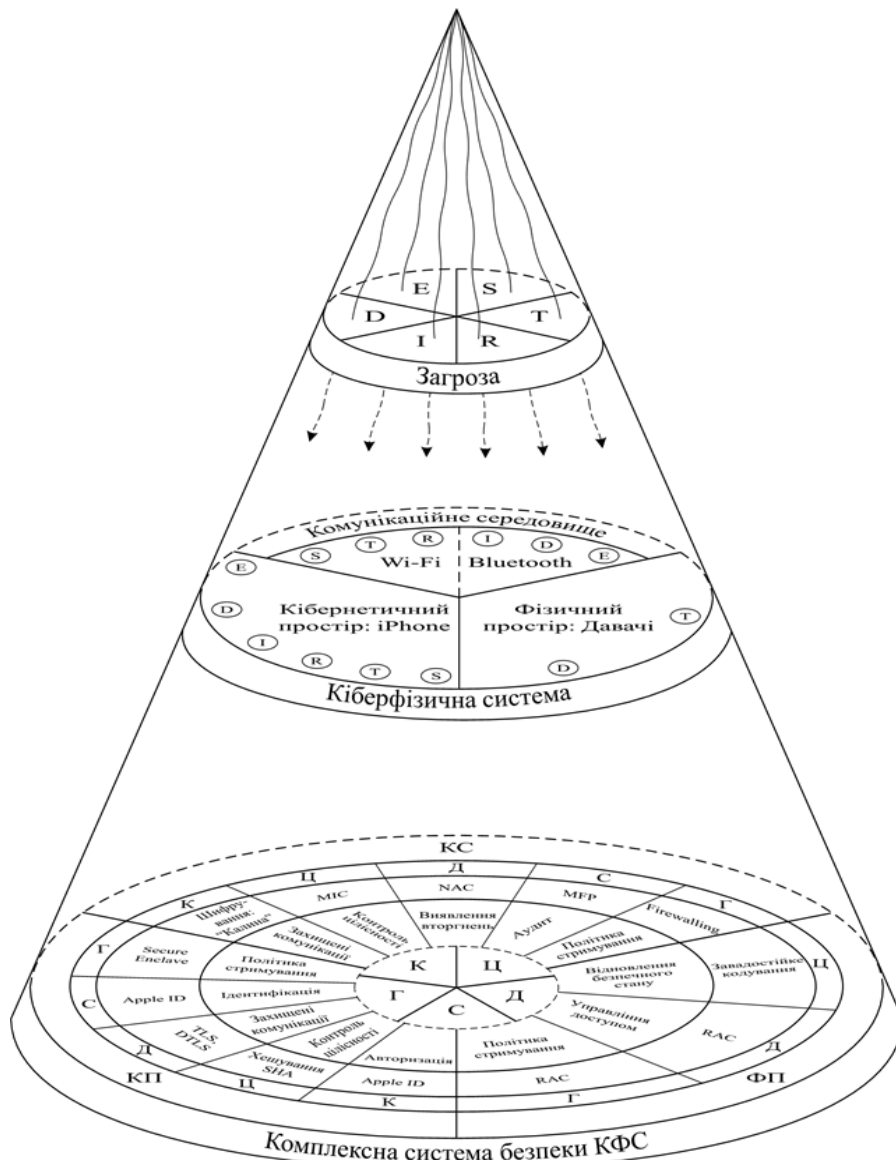 E S
D T
I R
Загроза
Комунікаційне середовище
E S T R I D E
Wi-Fi Bluetooth
Кібернетичний
простір: iPhone
Фізичний
простір: Давачі
D I R T S
T
D
Кіберфізична система
КС
К Ц Д С Г
Шифру-
вання:
"Калина"
MIC
NAC
MFP
Firewalling
Захищені
комунікації
Контроль
цілісності
Виявлення
вторгнень
Аудит
Політика
стримування
Г
Secure
Enclave
Політика
стримування
К Ц
Відновлення
безпечного
стану
Завадостійке
кодування
Ц
С
Apple ID
Ідентифікація
Г С Д
Управління
доступом
RAC
Д
TLS,
DTLS
Захищені
комунікації
Контроль
цілісності
Авторизація
Політика
стримування
Д
Хешування
SHA
Apple ID
RAC
КП
Ц
К
Г
ФП
Комплексна система безпеки КФС